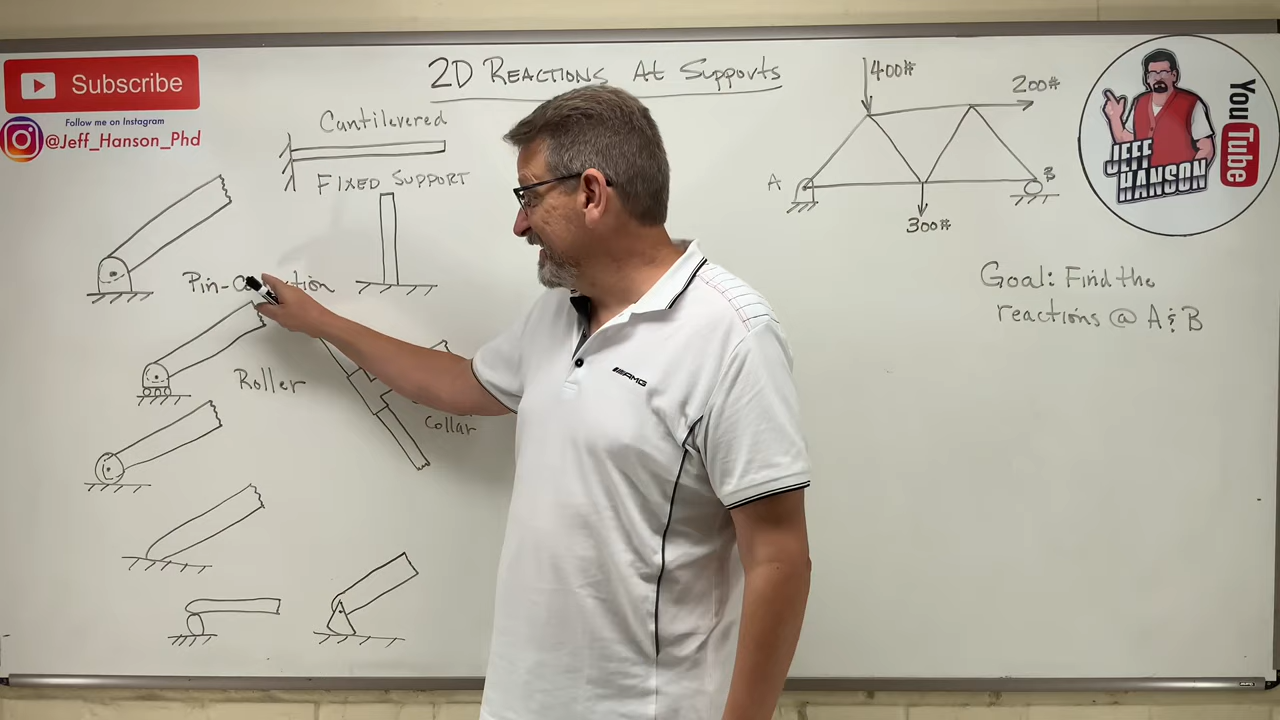 2D Reactions At Supports
Subscribe
Follow me on Instagram
@Jeff_Hanson_Phd
Cantilevered
Fixed Support
Roller
Collar
AMG
400#
200#
A
B
300#
Goal: Find the
reactions @ A & B
JEFF
HANSON
YouTube